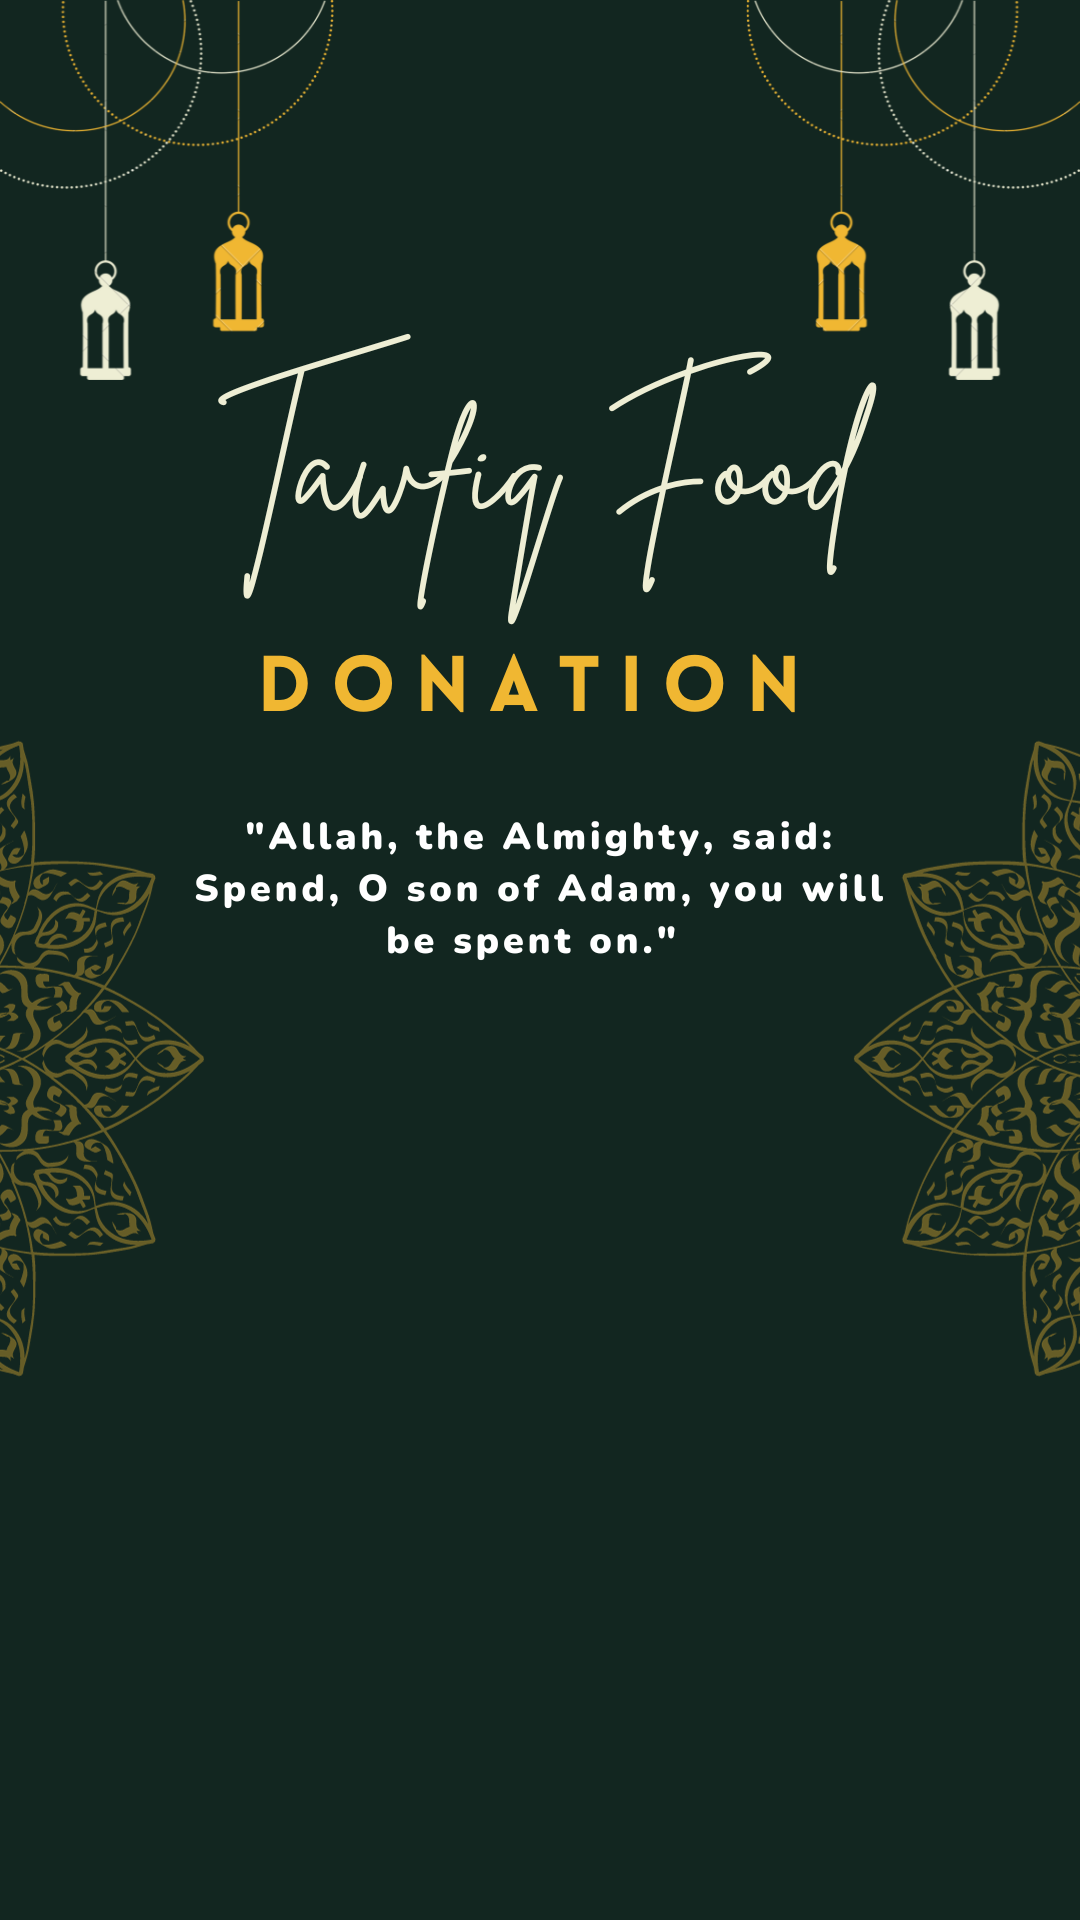 Tawfiq Food
DONATION
"Allah, the Almighty, said:
Spend, O son of Adam, you will
be spent on."